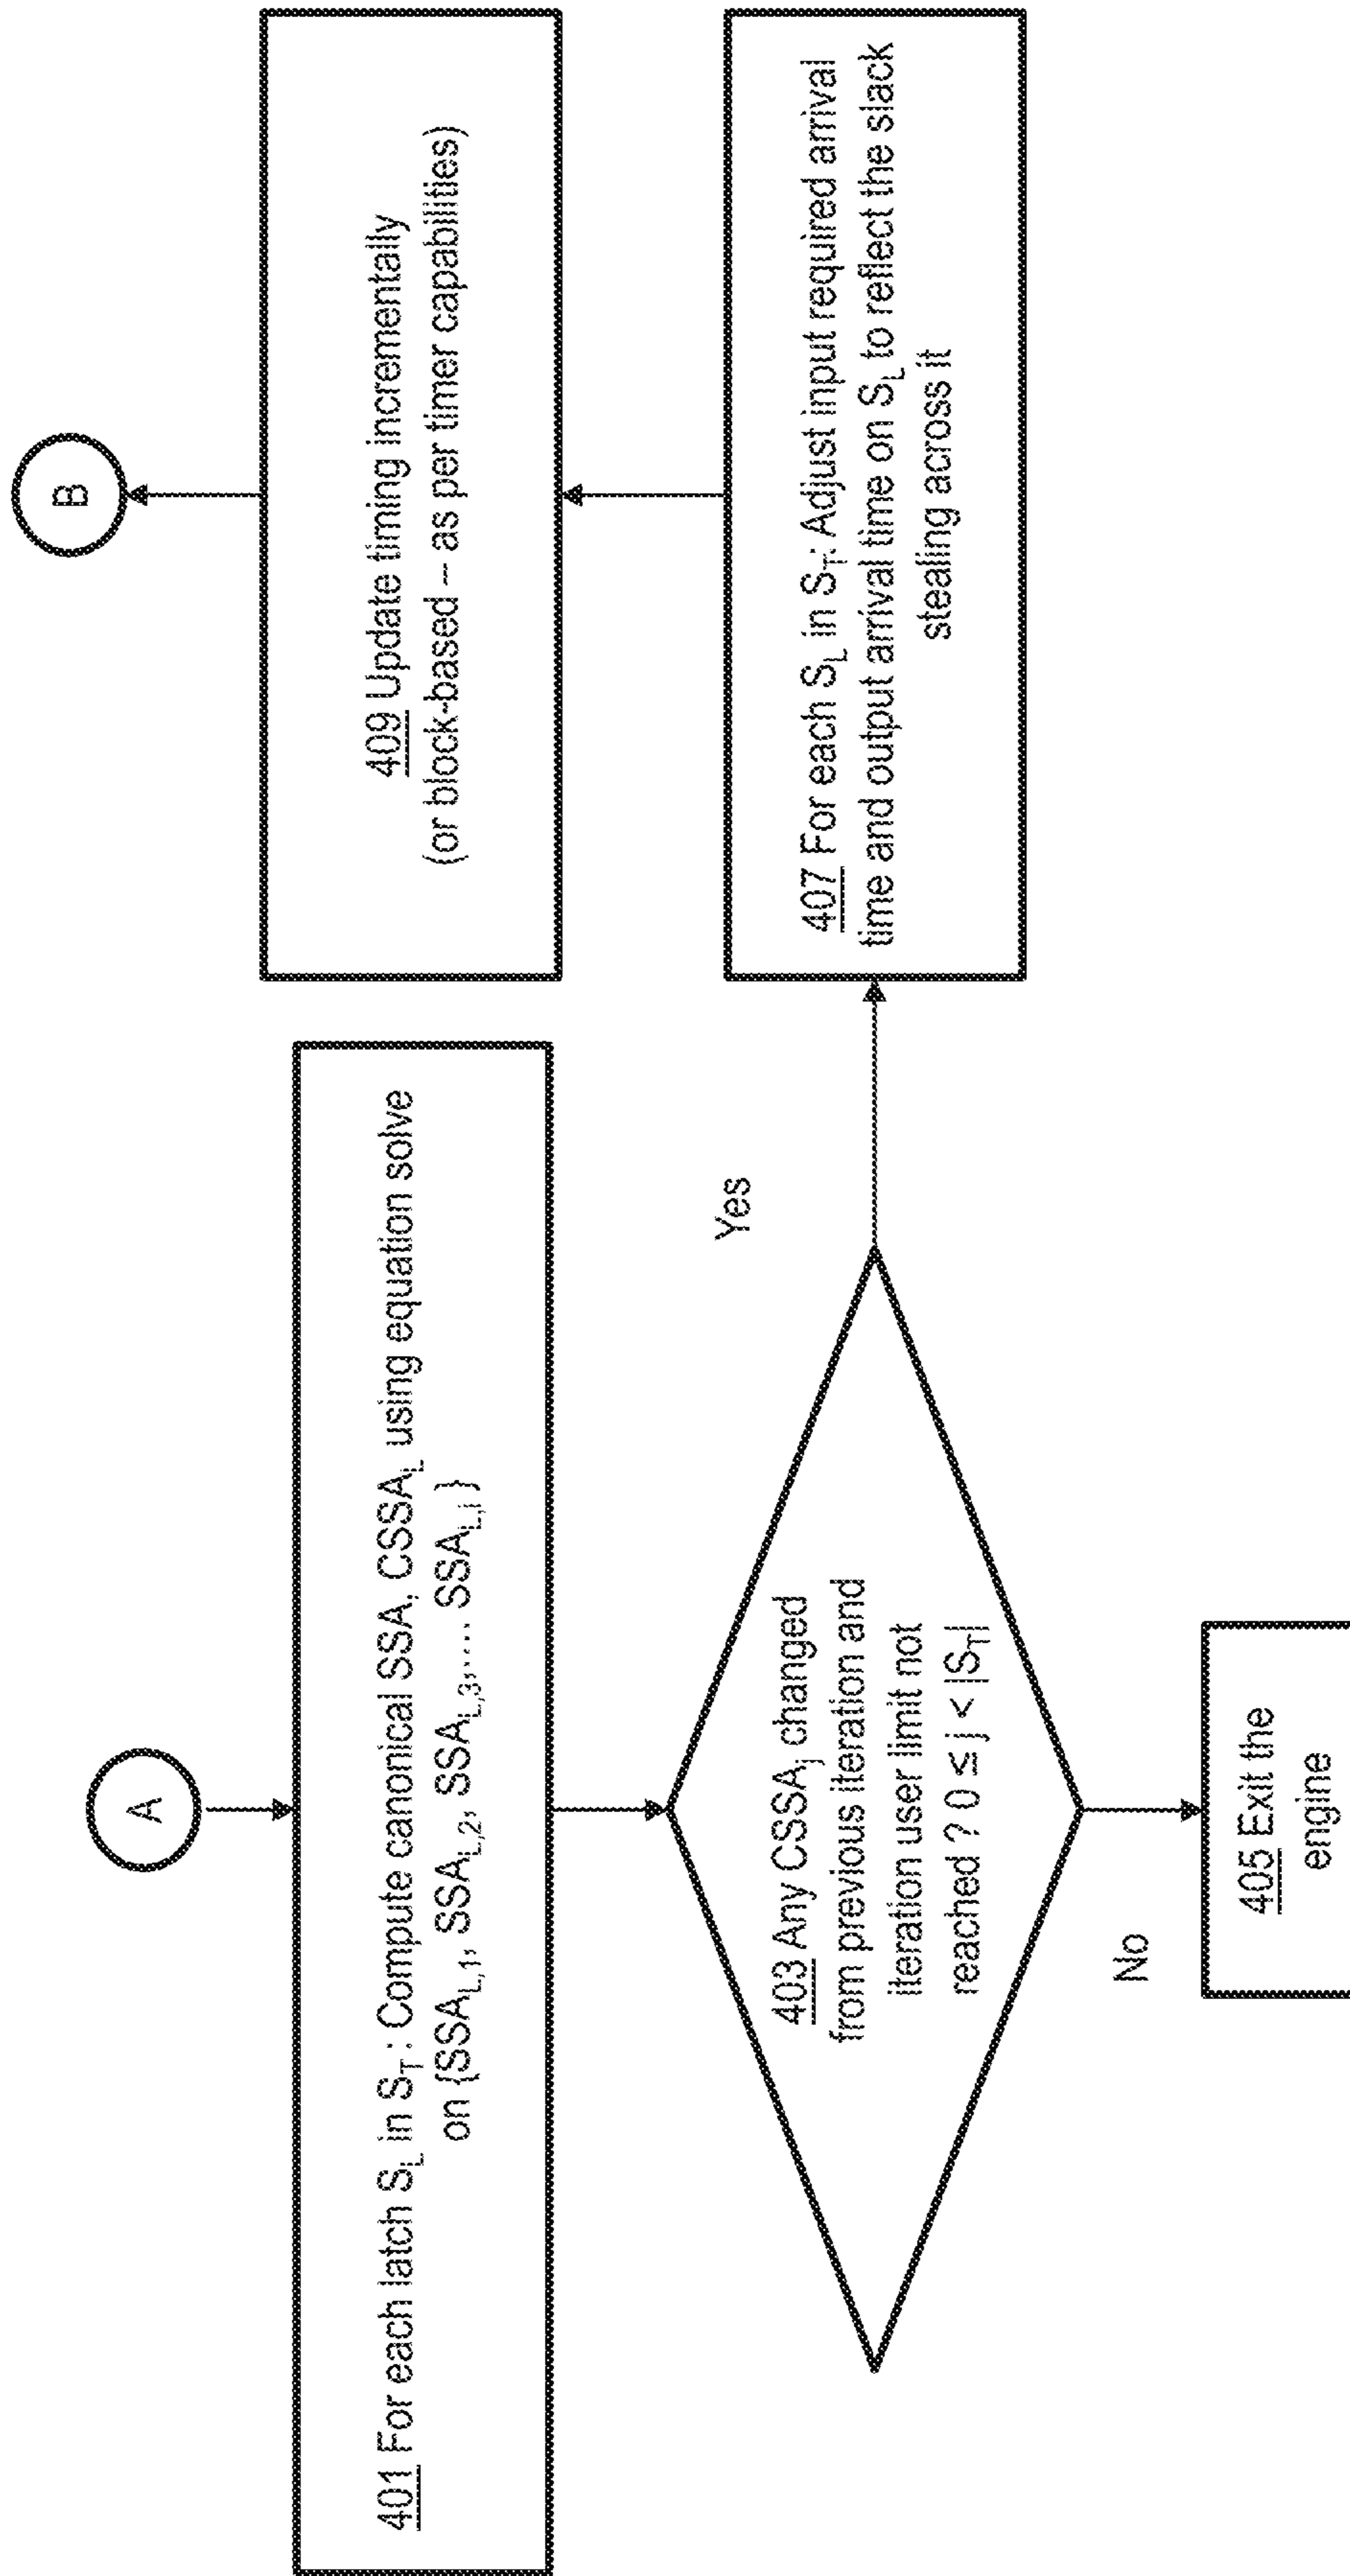 A
401 For each latch S_L in S_T: Compute canonical SSA, CSSA_L using equation solve
on {SSA_L,1, SSA_L,2, SSA_L,3,.... SSA_L,i }
403 Any CSSA_j changed
from previous iteration and
iteration user limit not
reached ? 0 ≤ j < |S_T|
Yes
No
405 Exit the
engine
407 For each S_L in S_T: Adjust input required arrival
time and output arrival time on S_L to reflect the slack
stealing across it
409 Update timing incrementally
(or block-based – as per timer capabilities)
B